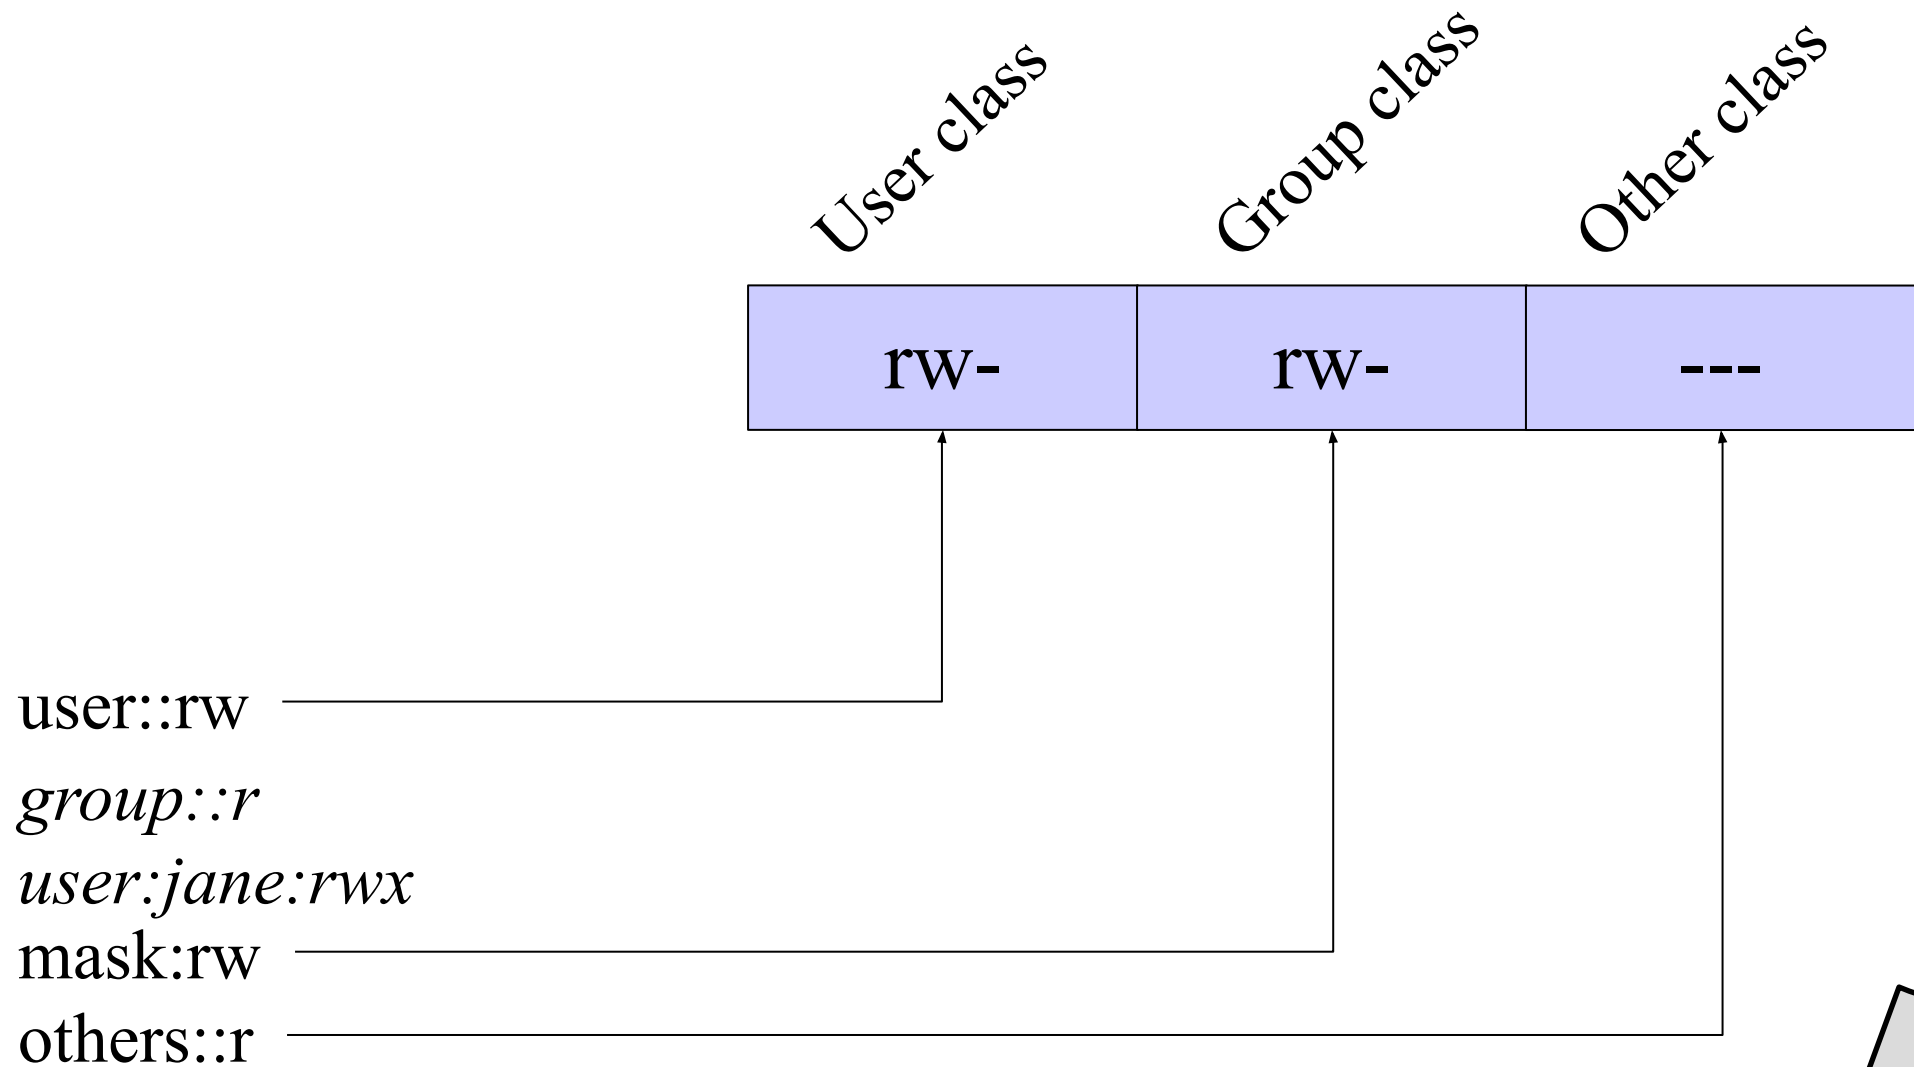 User class
Group class
Other class
rw-
rw-
---
user::rw
group::r
user:jane:rwx
mask:rw
others::r